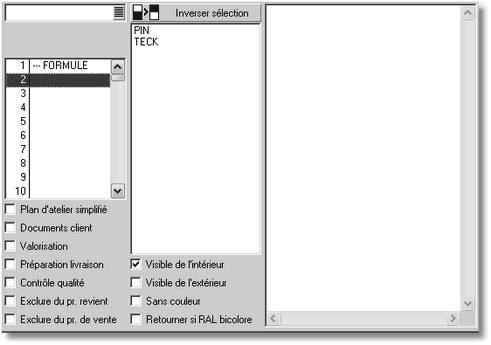 Inverser sélection
PIN
TECK
1 -- FORMULE
2
3
4
5
6
7
8
9
10
Plan d'atelier simplifié
Documents client
Valorisation
Préparation livraison
Contrôle qualité
Exclure du pr. revient
Exclure du pr. de vente
Visible de l'intérieur
Visible de l'extérieur
Sans couleur
Retourner si RAL bicolore